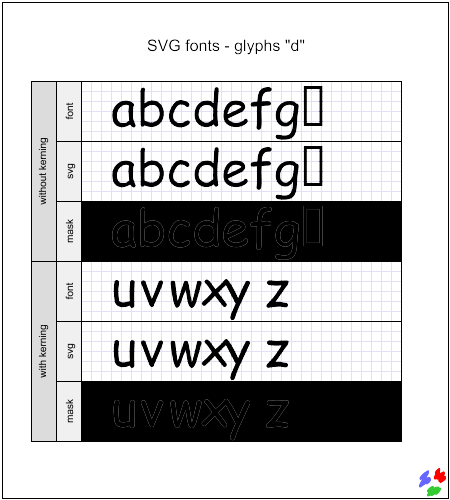 SVG fonts - glyphs "d"
without kerning
font
abcdefg
svg
abcdefg
mask
abcdefg
with kerning
font
uvwxy z
svg
uvwxy z
mask
uvwxy z